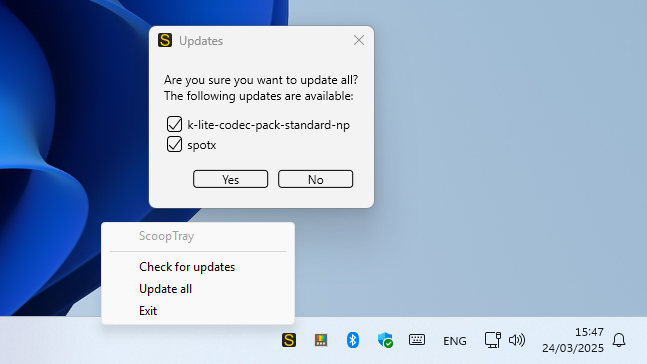 S Updates
Are you sure you want to update all?
The following updates are available:
k-lite-codec-pack-standard-np
spotx
Yes No
ScoopTray
Check for updates
Update all
Exit
S ENG 15:47
24/03/2025